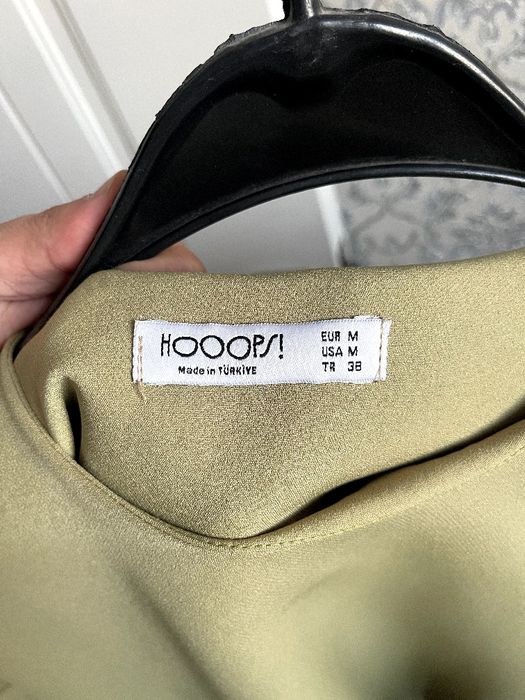 HOOOPS!
Made in TÜRKİYE
EUR M
USA M
TR 38